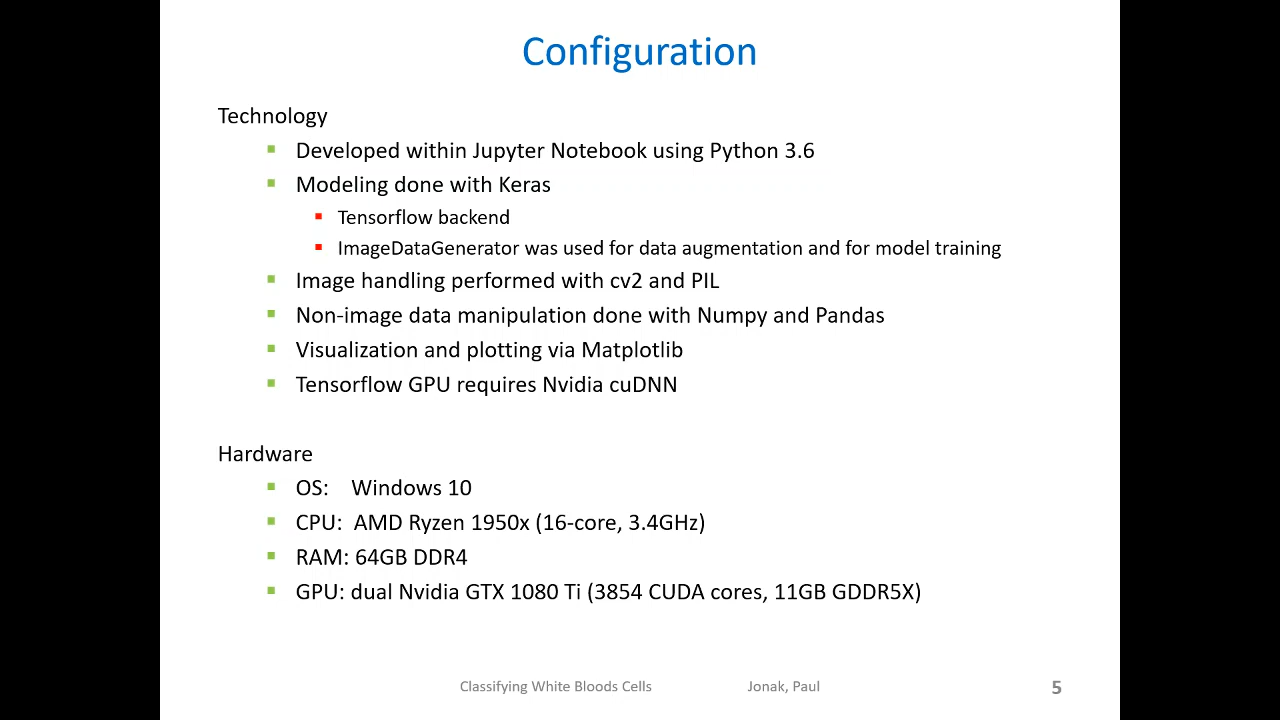 Configuration
Technology
Developed within Jupyter Notebook using Python 3.6
Modeling done with Keras
Tensorflow backend
ImageDataGenerator was used for data augmentation and for model training
Image handling performed with cv2 and PIL
Non-image data manipulation done with Numpy and Pandas
Visualization and plotting via Matplotlib
Tensorflow GPU requires Nvidia cuDNN
Hardware
OS: Windows 10
CPU: AMD Ryzen 1950x (16-core, 3.4GHz)
RAM: 64GB DDR4
GPU: dual Nvidia GTX 1080 Ti (3854 CUDA cores, 11GB GDDR5X)
Classifying White Bloods Cells Jonak, Paul 5